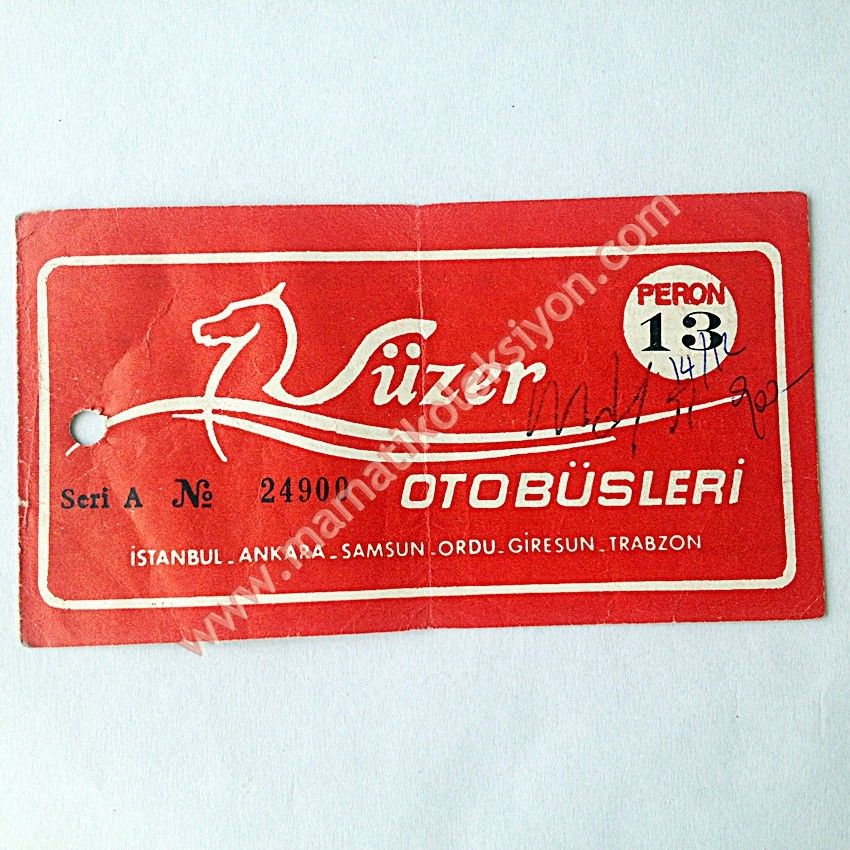 PERON
13
Süzer
Seri A № 24900
OTOBÜSLERİ
İSTANBUL - ANKARA - SAMSUN - ORDU - GİRESUN - TRABZON
www.mamatikoleksiyon.com